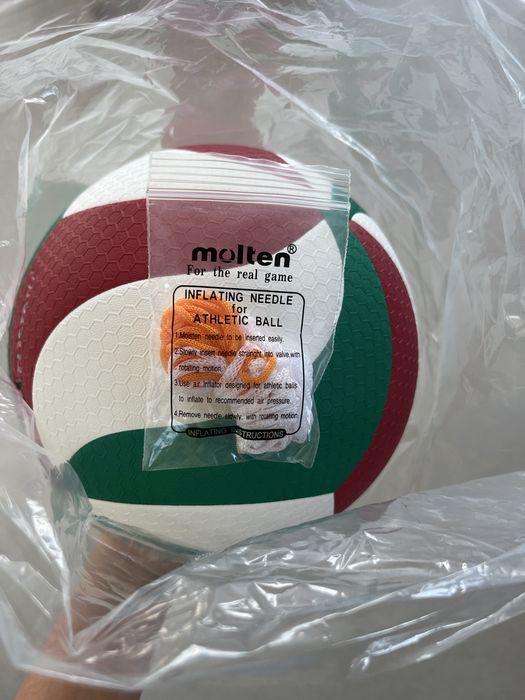 molten®
For the real game
INFLATING NEEDLE
for
ATHLETIC BALL
1.Moisten needle to be inserted easily.
2.Slowly insert needle straight into valve,with
rotating motion.
3.Use air inflator designed for athletic balls
to inflate to recommended air pressure.
4.Remove needle slowly, with rotating motion
INFLATING INSTRUCTIONS